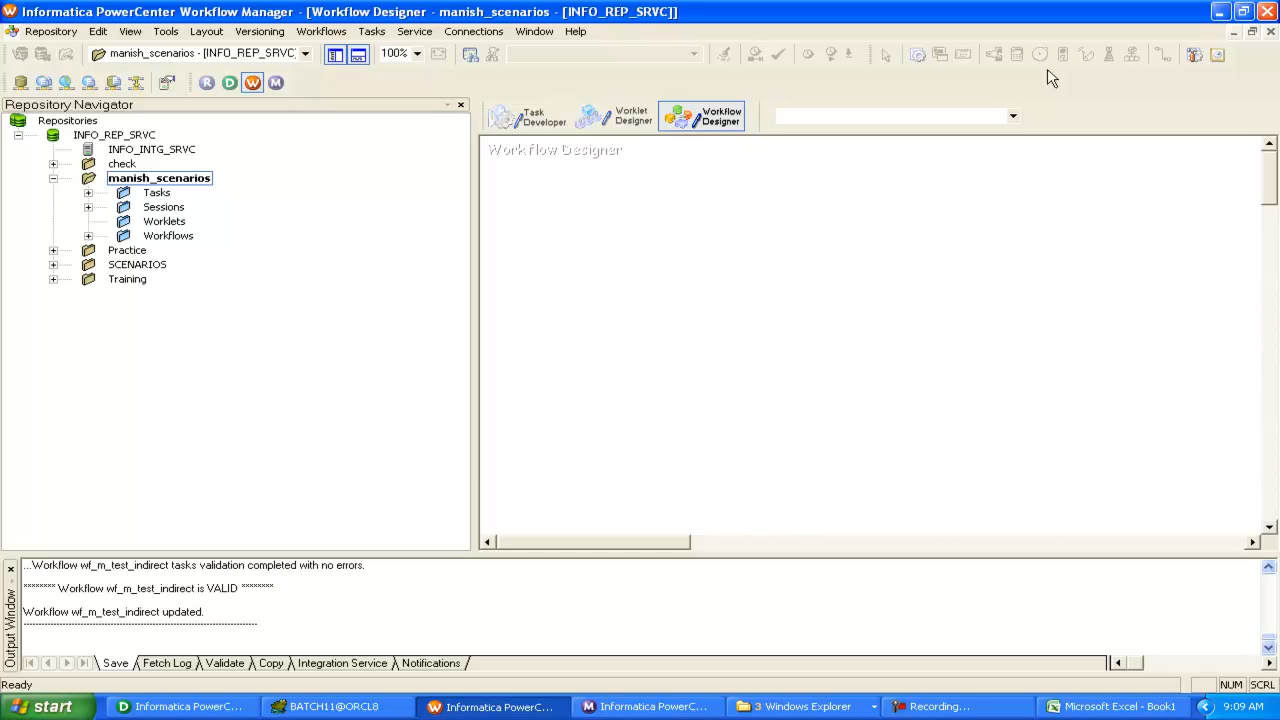 Informatica PowerCenter Workflow Manager - [Workflow Designer - manish_scenarios - [INFO_REP_SRVC]]
Repository Edit View Tools Layout Versioning Workflows Tasks Service Connections Window Help
manish_scenarios - [INFO_REP_SRVC] 100%
R D W M
Repository Navigator
Repositories
INFO_REP_SRVC
INFO_INTG_SRVC
check
manish_scenarios
Tasks
Sessions
Worklets
Workflows
Practice
SCENARIOS
Training
Task Developer
Worklet Designer
Workflow Designer
Workflow Designer
...Workflow wf_m_test_indirect tasks validation completed with no errors.
******** Workflow wf_m_test_indirect is VALID ********
Workflow wf_m_test_indirect updated.
--------------------------------------------------------------------------------
Output Window
Save Fetch Log Validate Copy Integration Service Notifications
Ready NUM SCRL
start Informatica PowerC... BATCH11@ORCL8 Informatica PowerC... Informatica PowerC... 3 Windows Explorer Recording... Microsoft Excel - Book1 9:09 AM